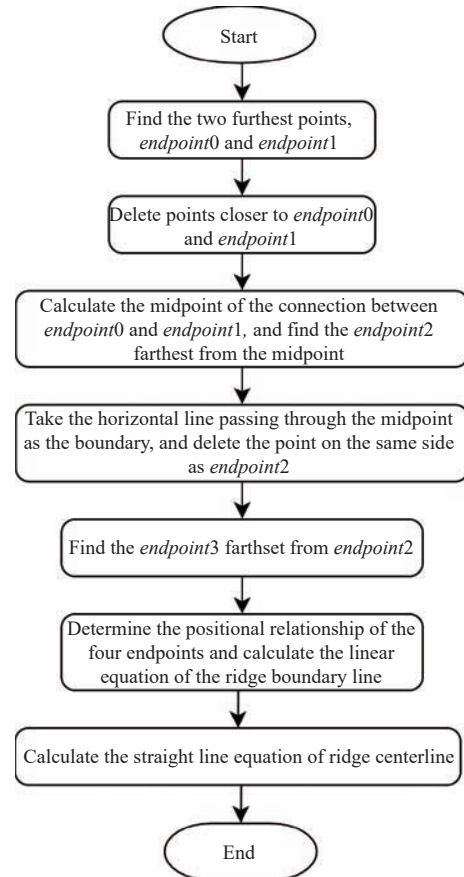 Start
Find the two furthest points,
endpoint0 and endpoint1
Delete points closer to endpoint0
and endpoint1
Calculate the midpoint of the connection between
endpoint0 and endpoint1, and find the endpoint2
farthest from the midpoint
Take the horizontal line passing through the midpoint
as the boundary, and delete the point on the same side
as endpoint2
Find the endpoint3 farthset from endpoint2
Determine the positional relationship of the
four endpoints and calculate the linear
equation of the ridge boundary line
Calculate the straight line equation of ridge centerline
End